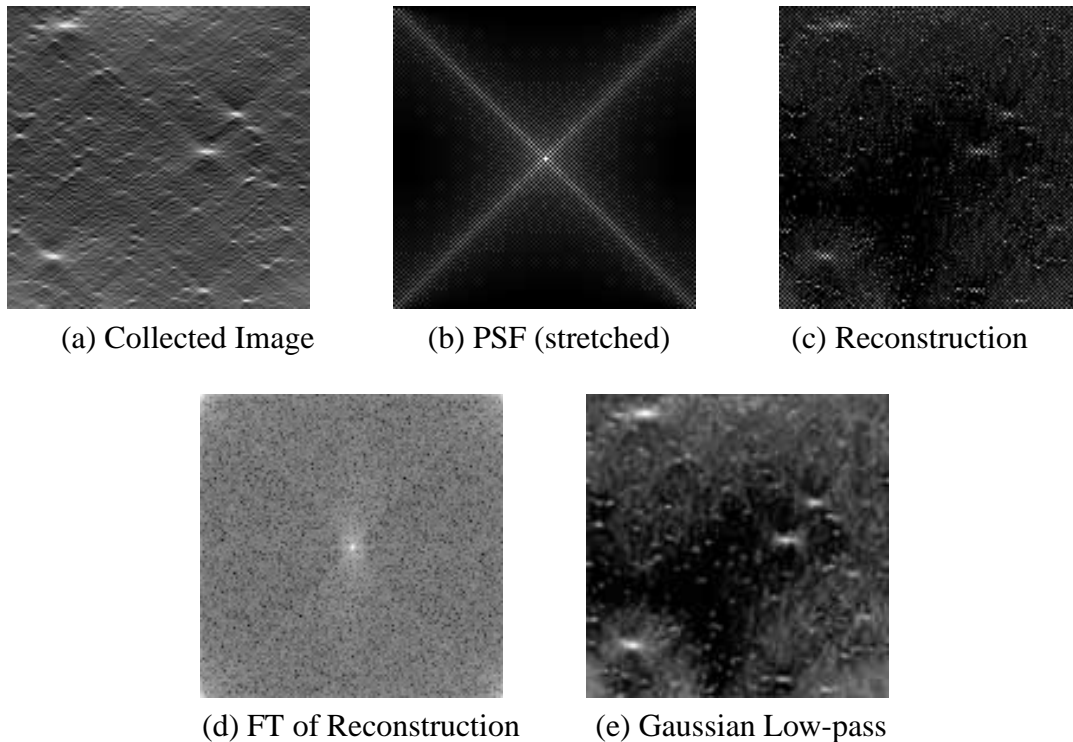 (a) Collected Image
(b) PSF (stretched)
(c) Reconstruction
(d) FT of Reconstruction
(e) Gaussian Low-pass